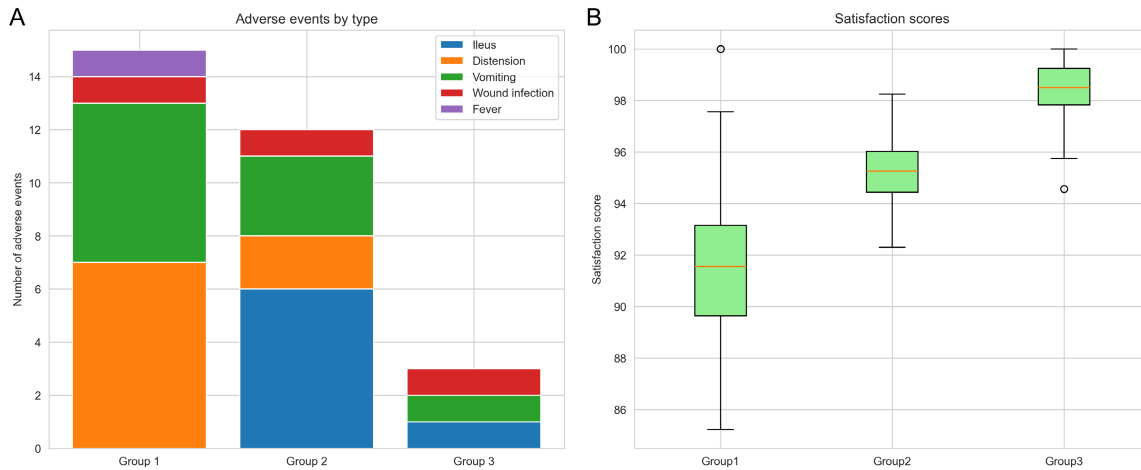 A
Adverse events by type
Number of adverse events
14
12
10
8
6
4
2
0
Ileus
Distension
Vomiting
Wound infection
Fever
Group 1
Group 2
Group 3
B
Satisfaction scores
Satisfaction score
100
98
96
94
92
90
88
86
Group1
Group2
Group3